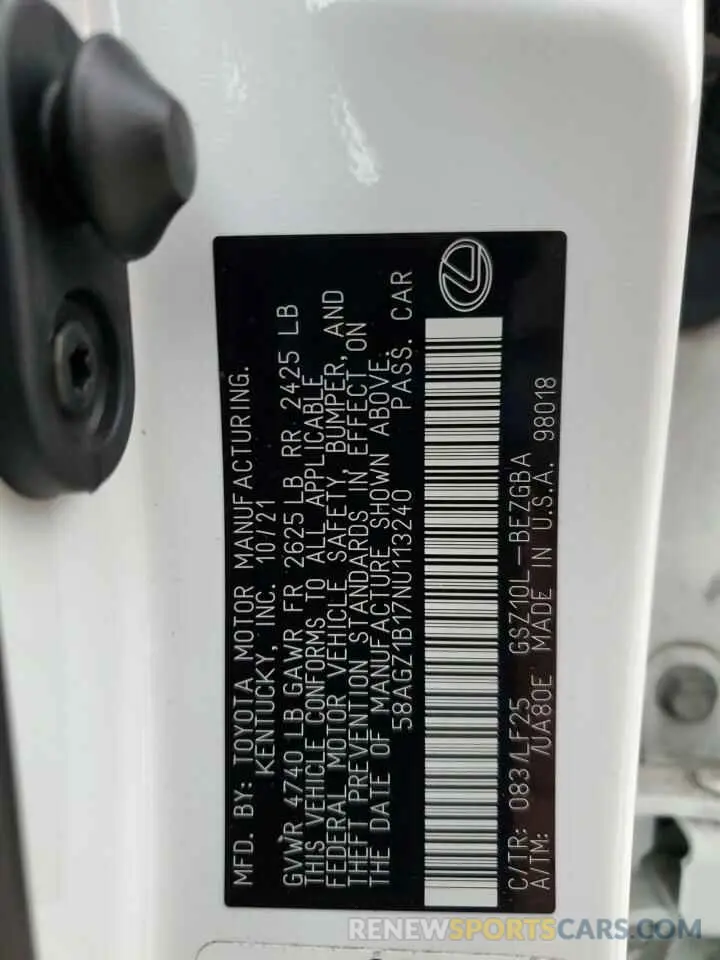 MFD. BY: TOYOTA MOTOR MANUFACTURING.
KENTUCKY, INC. 10/21
GVWR 4740 LB GAWR FR 2625 LB RR 2425 LB
THIS VEHICLE CONFORMS TO ALL APPLICABLE
FEDERAL MOTOR VEHICLE SAFETY, BUMPER, AND
THEFT PREVENTION STANDARDS IN EFFECT ON
THE DATE OF MANUFACTURE SHOWN ABOVE.
58AGZ1B17NU113240 PASS. CAR
C/TR: 083/LF25 GSZ10L-BEZGBA
A/TM: /UA80E MADE IN U.S.A. 98018
RENEWSPORTSCARS.COM